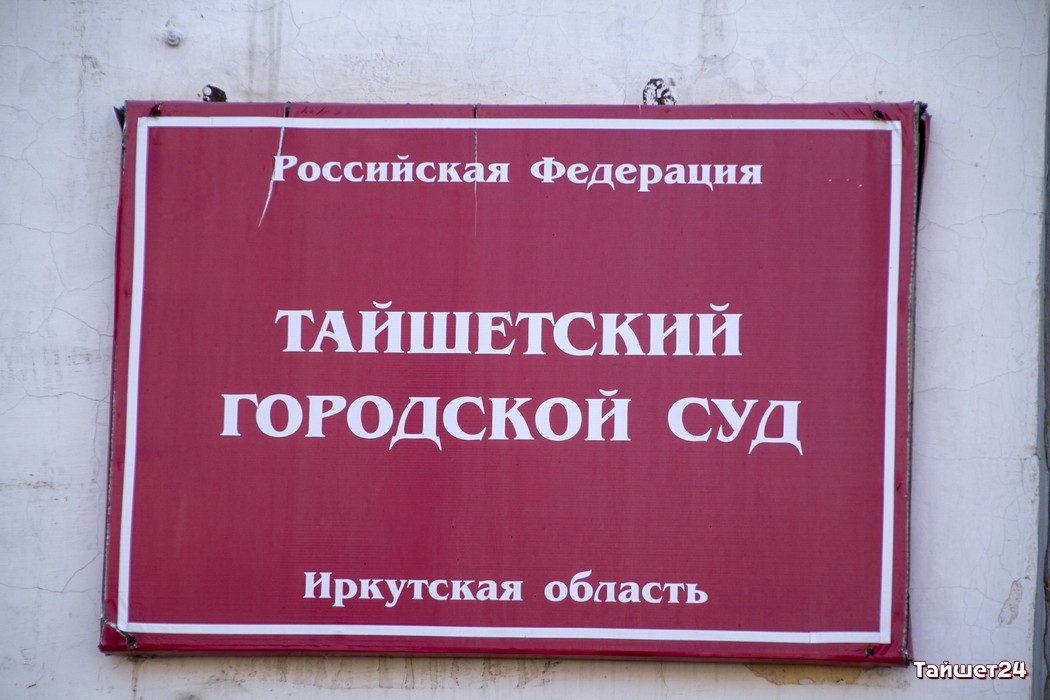 Российская Федерация
ТАЙШЕТСКИЙ
ГОРОДСКОЙ СУД
Иркутская область
Тайшет24